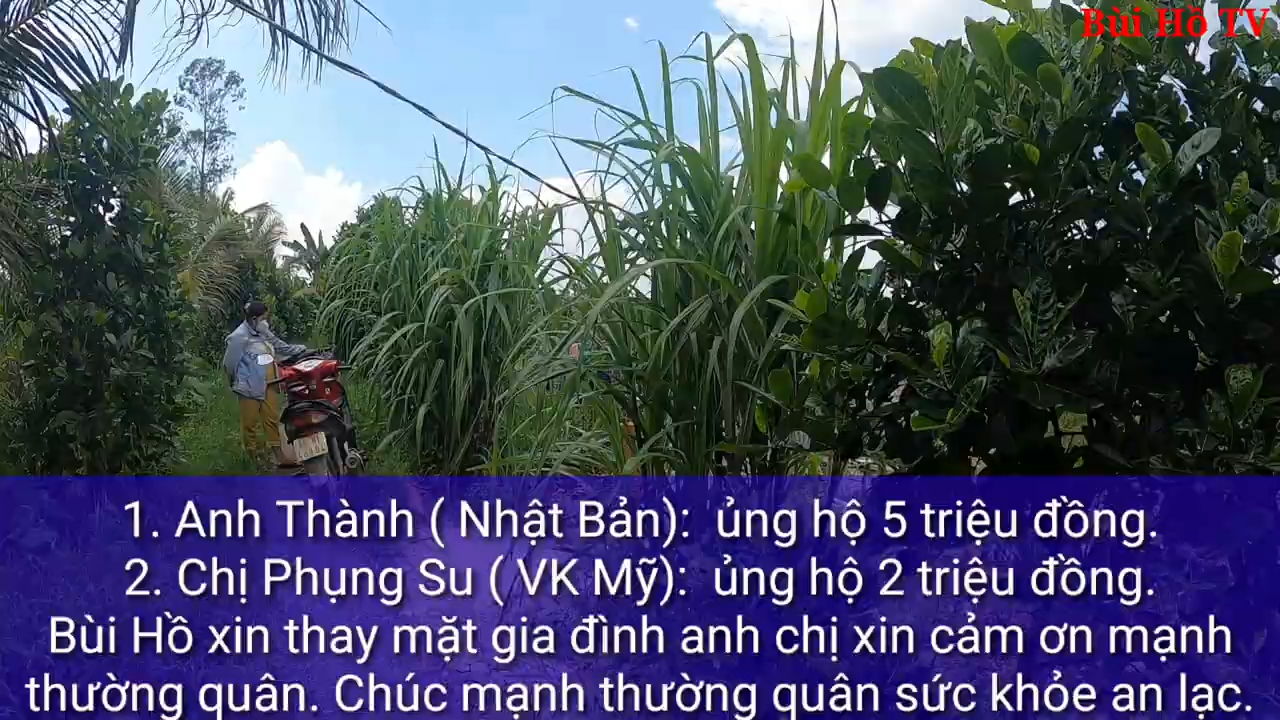 Bùi Hồ TV
1. Anh Thành ( Nhật Bản): ủng hộ 5 triệu đồng.
2. Chị Phụng Su ( VK Mỹ): ủng hộ 2 triệu đồng.
Bùi Hồ xin thay mặt gia đình anh chị xin cảm ơn mạnh
thường quân. Chúc mạnh thường quân sức khỏe an lạc.